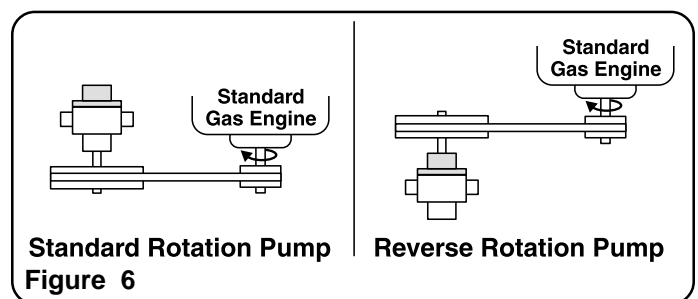 Standard
Gas Engine
Standard Rotation Pump
Standard
Gas Engine
Reverse Rotation Pump
Figure 6